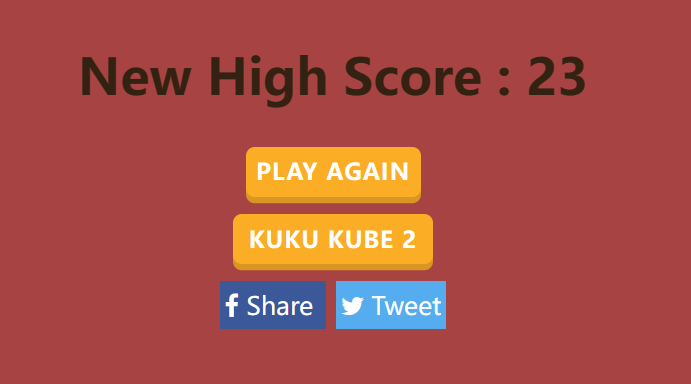 New High Score : 23
PLAY AGAIN
KUKU KUBE 2
Share Tweet